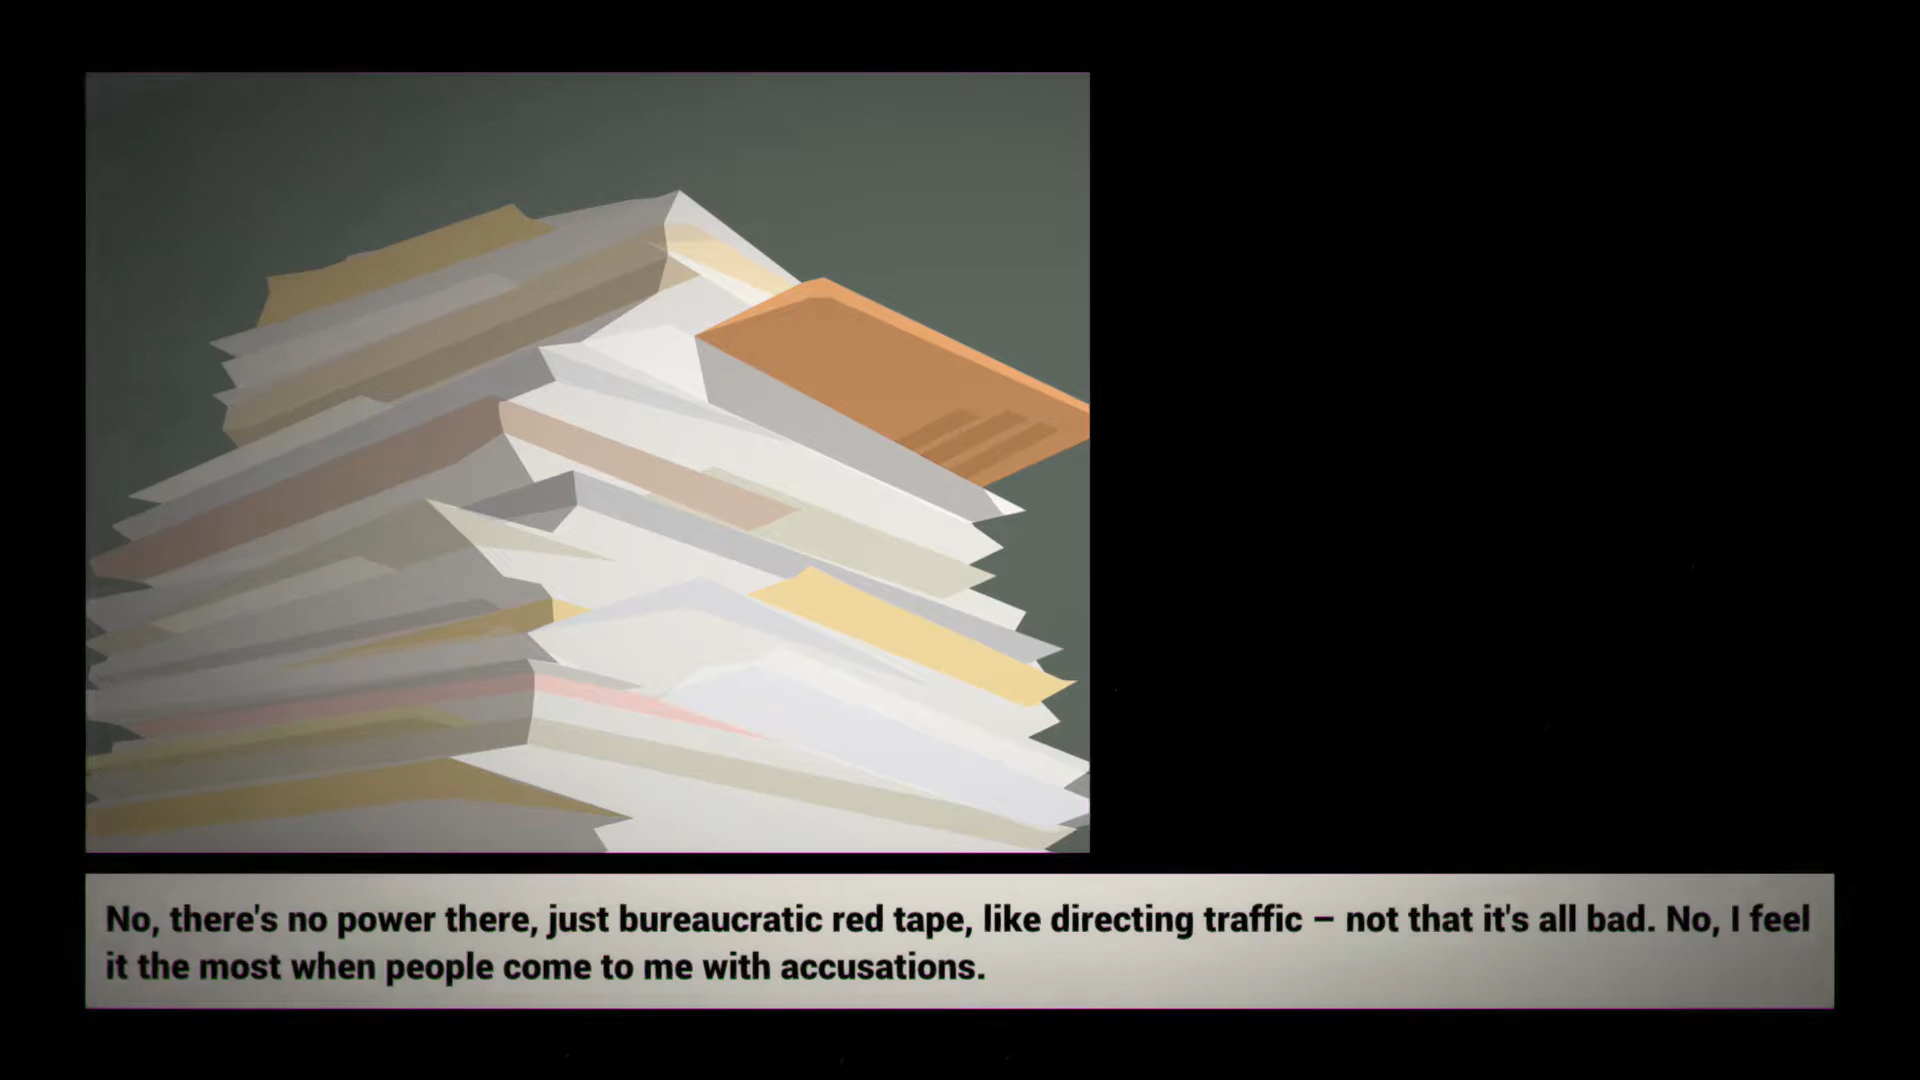 No, there's no power there, just bureaucratic red tape, like directing traffic – not that it's all bad. No, I feel
it the most when people come to me with accusations.